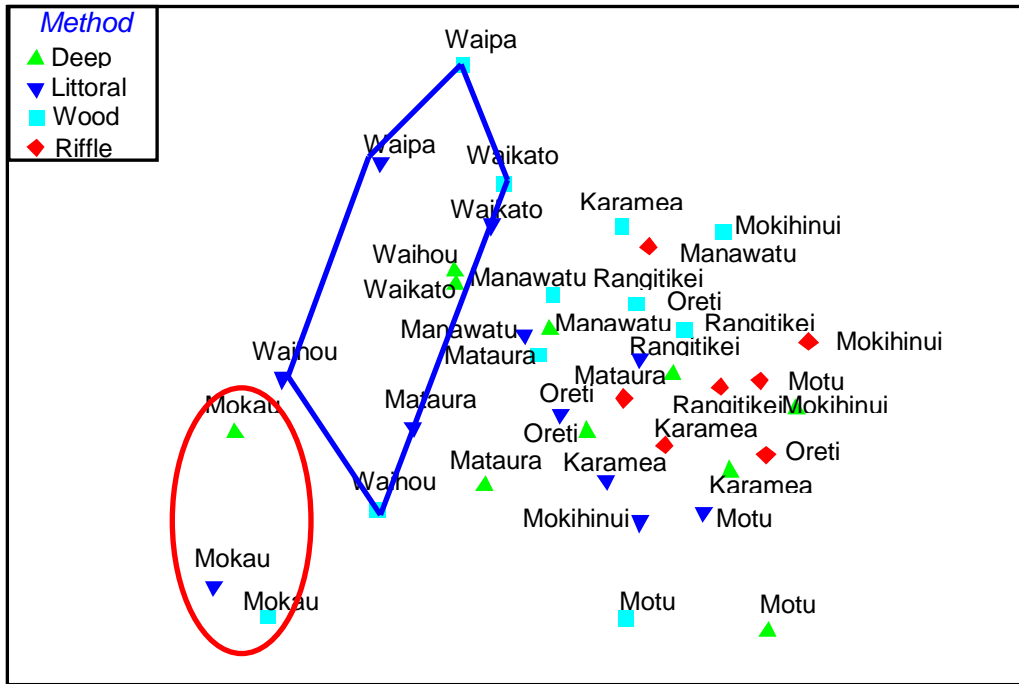 Method
Deep
Littoral
Wood
Riffle
Waipa
Waipa
Waikato
Waikato
Karamea
Mokihinui
Manawatu
Waihou
Waikato
Manawatu
Rangitikei
Oreti
Manawatu
Manawatu
Rangitikei
Mokihinui
Mataura
Rangitikei
Waihou
Mataura
Motu
Mokau
Mataura
Oreti
Rangitikei
Mokihinui
Oreti
Karamea
Oreti
Mataura
Karamea
Karamea
Waihou
Mokihinui
Motu
Mokau
Mokau
Motu
Motu